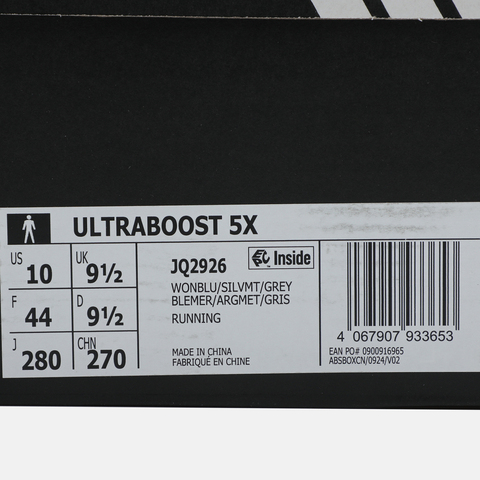 ULTRABOOST 5X
US 10 UK 9½
F 44 D 9½
J 280 CHN 270
JQ2926 Inside
WONBLU/SILVMT/GREY
BLEMER/ARGMET/GRIS
RUNNING
MADE IN CHINA
FABRIQUÉ EN CHINE
4 067907 933653
EAN PO# 0900916965
ABSBOXCN/0924/V02